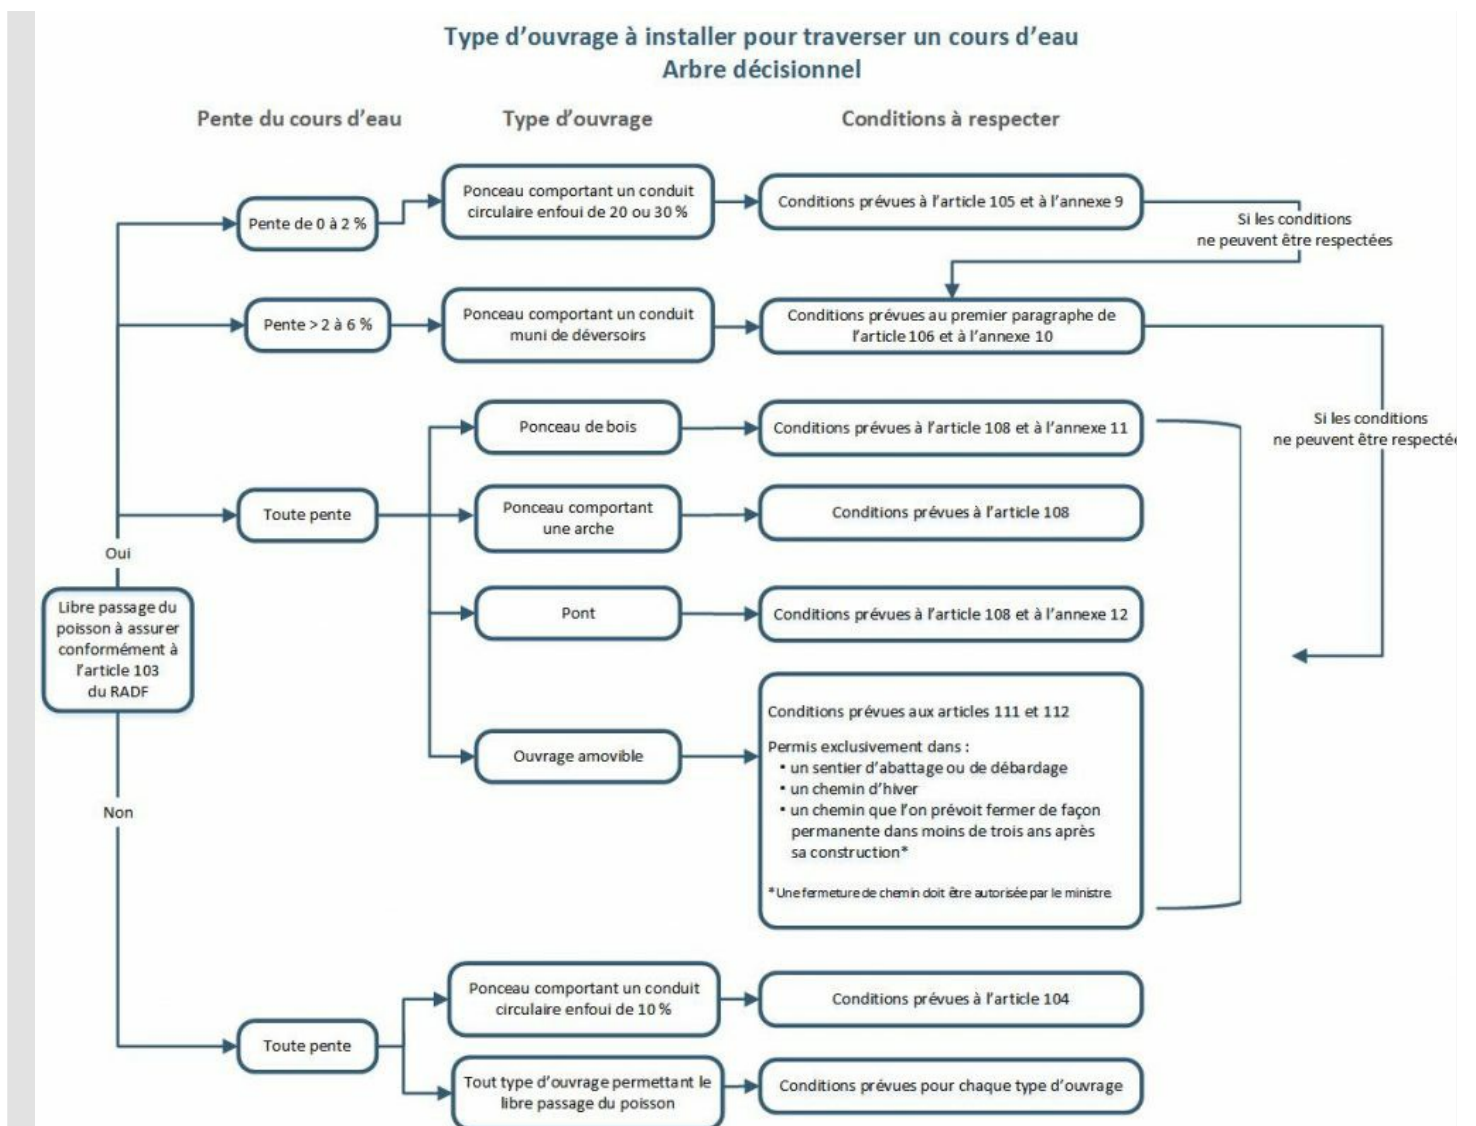 Type d’ouvrage à installer pour traverser un cours d’eau
Arbre décisionnel
Pente du cours d’eau
Type d’ouvrage
Conditions à respecter
Pente de 0 à 2 %
Ponceau comportant un conduit
circulaire enfoui de 20 ou 30 %
Conditions prévues à l’article 105 et à l’annexe 9
Si les conditions
ne peuvent être respectées
Pente > 2 à 6 %
Ponceau comportant un conduit
muni de déversoirs
Conditions prévues au premier paragraphe de
l’article 106 et à l’annexe 10
Si les conditions
ne peuvent être respectée
Toute pente
Ponceau de bois
Conditions prévues à l’article 108 et à l’annexe 11
Ponceau comportant
une arche
Conditions prévues à l’article 108
Pont
Conditions prévues à l’article 108 et à l’annexe 12
Ouvrage amovible
Conditions prévues aux articles 111 et 112
Permis exclusivement dans :
• un sentier d’abattage ou de débardage
• un chemin d’hiver
• un chemin que l’on prévoit fermer de façon
permanente dans moins de trois ans après
sa construction*
* Une fermeture de chemin doit être autorisée par le ministre.
Oui
Libre passage du
poisson à assurer
conformément à
l’article 103
du RADF
Non
Toute pente
Ponceau comportant un conduit
circulaire enfoui de 10 %
Conditions prévues à l’article 104
Tout type d’ouvrage permettant le
libre passage du poisson
Conditions prévues pour chaque type d’ouvrage